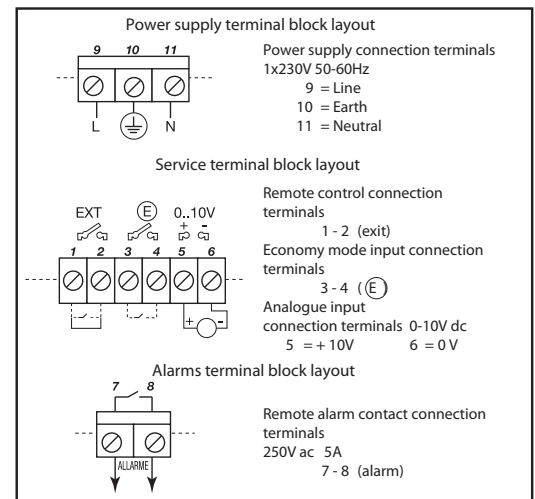 Power supply terminal block layout
9 10 11
L N
Power supply connection terminals
1x230V 50-60Hz
9 = Line
10 = Earth
11 = Neutral
Service terminal block layout
EXT E 0..10V
+ -
1 2 3 4 5 6
+ -
Remote control connection
terminals
1 - 2 (exit)
Economy mode input connection
terminals
3 - 4 (E)
Analogue input
connection terminals 0-10V dc
5 = + 10V 6 = 0 V
Alarms terminal block layout
7 8
ALLARME
Remote alarm contact connection
terminals
250V ac 5A
7 - 8 (alarm)